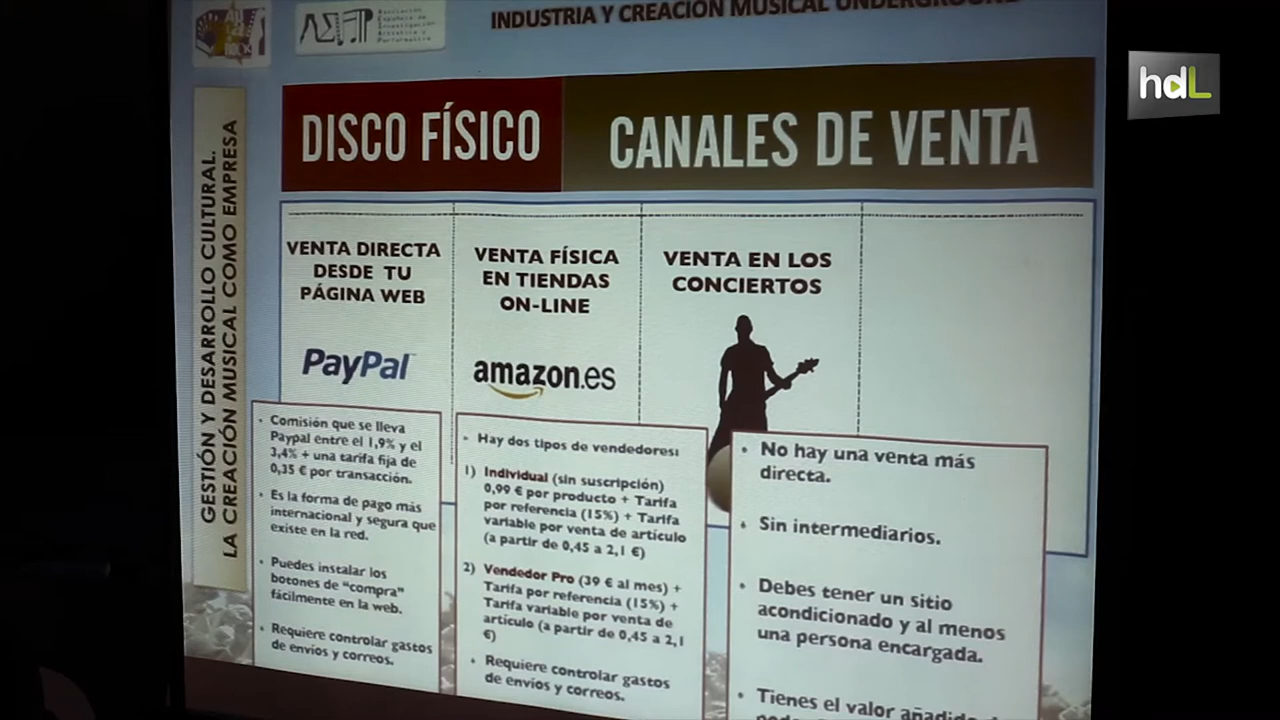 INDUSTRIA Y CREACIÓN MUSICAL UNDERGROUND
Asociación
Española de
Investigación
Artística y
Performativa
hdL
GESTIÓN Y DESARROLLO CULTURAL.
LA CREACIÓN MUSICAL COMO EMPRESA
DISCO FÍSICO
CANALES DE VENTA
VENTA DIRECTA
DESDE TU
PÁGINA WEB
PayPal
• Comisión que se lleva
Paypal entre el 1,9% y el
3,4% + una tarifa fija de
0,35 € por transacción.
• Es la forma de pago más
internacional y segura que
existe en la red.
• Puedes instalar los
botones de “compra”
fácilmente en la web.
• Requiere controlar gastos
de envíos y correos.
VENTA FÍSICA
EN TIENDAS
ON-LINE
amazon.es
• Hay dos tipos de vendedores:
1) Individual (sin suscripción)
0,99 € por producto + Tarifa
por referencia (15%) + Tarifa
variable por venta de artículo
(a partir de 0,45 a 2,1 €)
2) Vendedor Pro (39 € al mes) +
Tarifa por referencia (15%) +
Tarifa variable por venta de
artículo (a partir de 0,45 a 2,1
€)
• Requiere controlar gastos
de envíos y correos.
VENTA EN LOS
CONCIERTOS
• No hay una venta más
directa.
• Sin intermediarios.
• Debes tener un sitio
acondicionado y al menos
una persona encargada.
• Tienes el valor